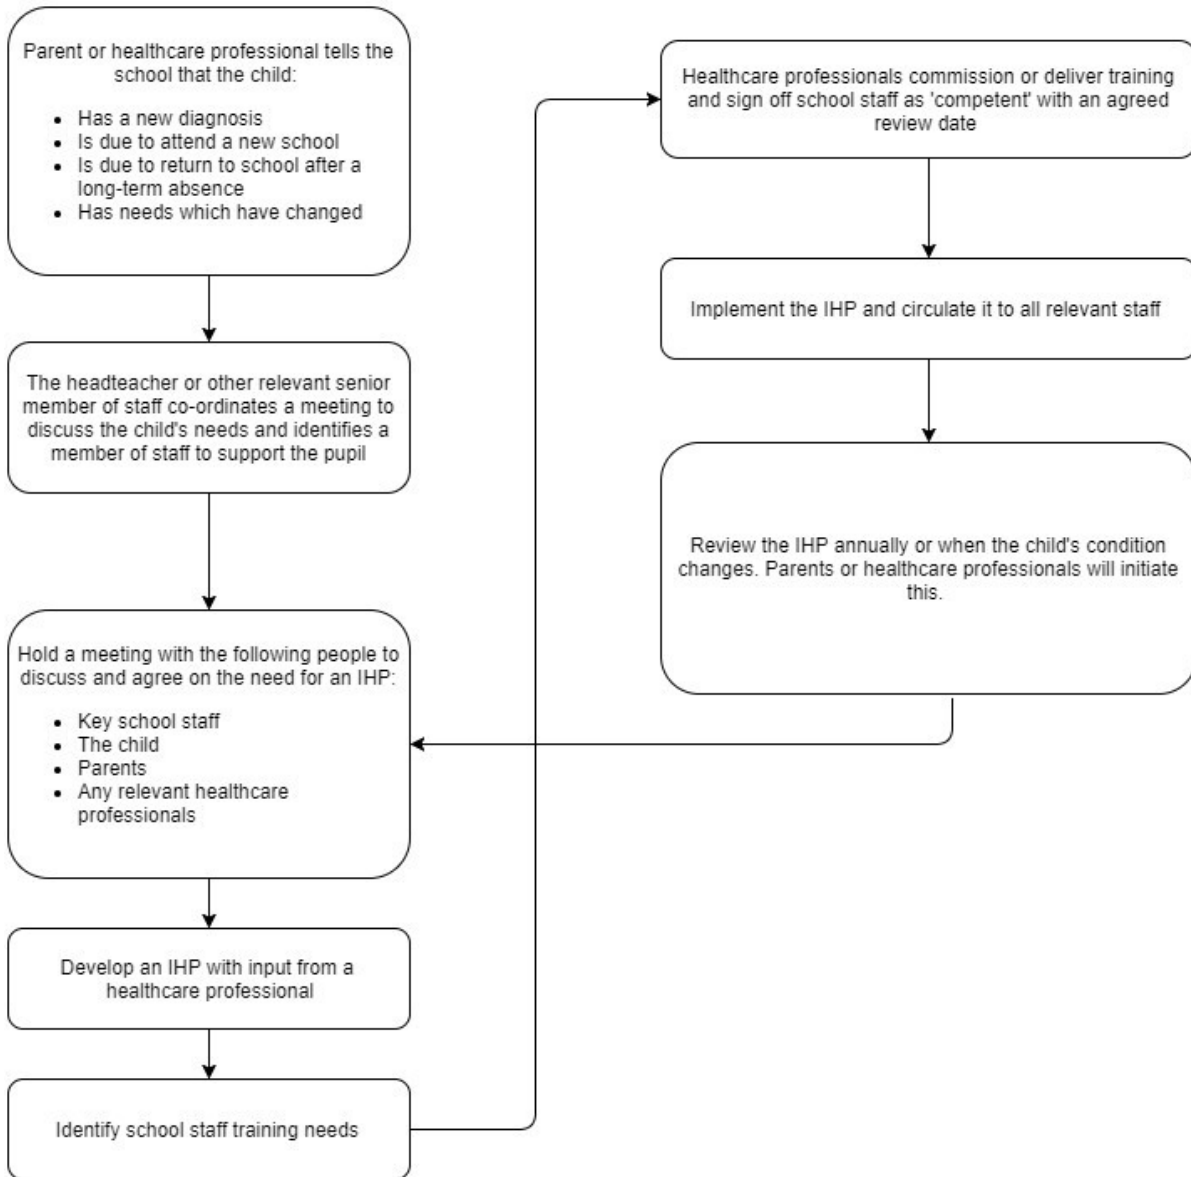 Parent or healthcare professional tells the
school that the child:
• Has a new diagnosis
• Is due to attend a new school
• Is due to return to school after a
long-term absence
• Has needs which have changed
The headteacher or other relevant senior
member of staff co-ordinates a meeting to
discuss the child's needs and identifies a
member of staff to support the pupil
Hold a meeting with the following people to
discuss and agree on the need for an IHP:
• Key school staff
• The child
• Parents
• Any relevant healthcare
professionals
Develop an IHP with input from a
healthcare professional
Identify school staff training needs
Healthcare professionals commission or deliver training
and sign off school staff as 'competent' with an agreed
review date
Implement the IHP and circulate it to all relevant staff
Review the IHP annually or when the child's condition
changes. Parents or healthcare professionals will initiate
this.